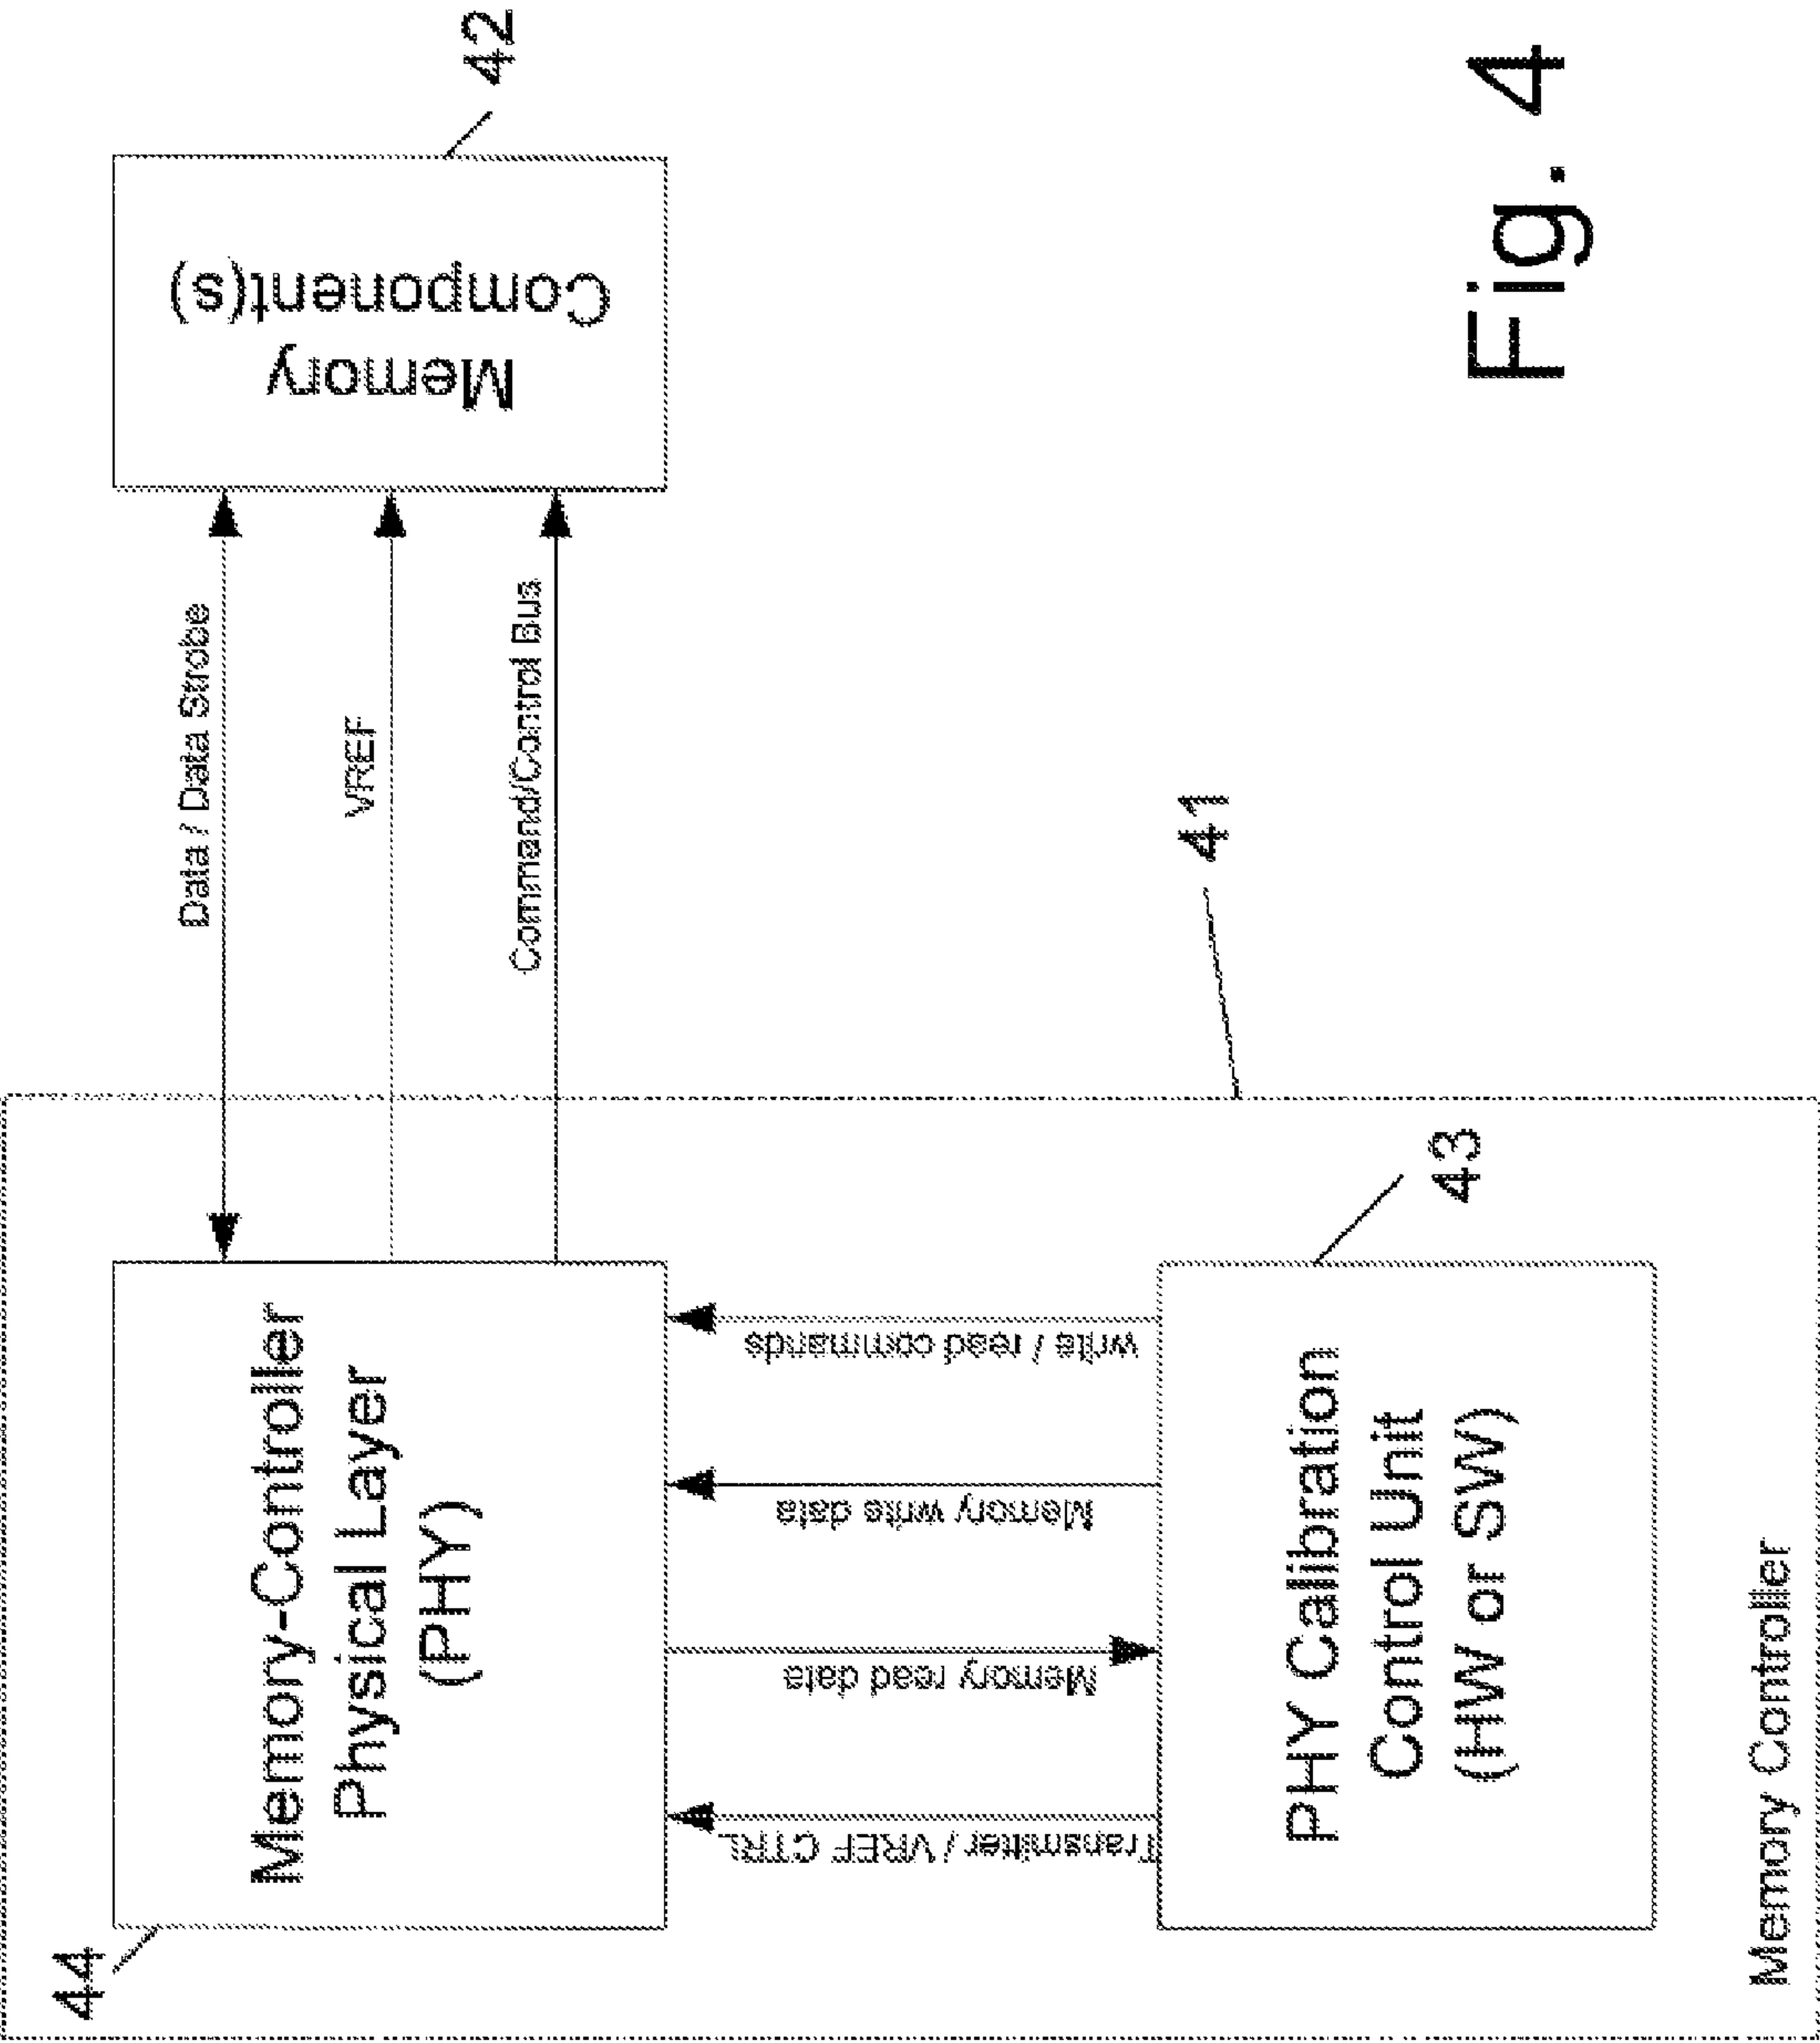 44
Memory-Controller
Physical Layer
(PHY)
Data / Data Strobe
VREF
Command/Control Bus
Memory
Component(s)
42
Transmitter / VREF CTRL
Memory read data
Memory write data
write / read commands
PHY Calibration
Control Unit
(HW or SW)
43
41
Memory Controller
Fig. 4